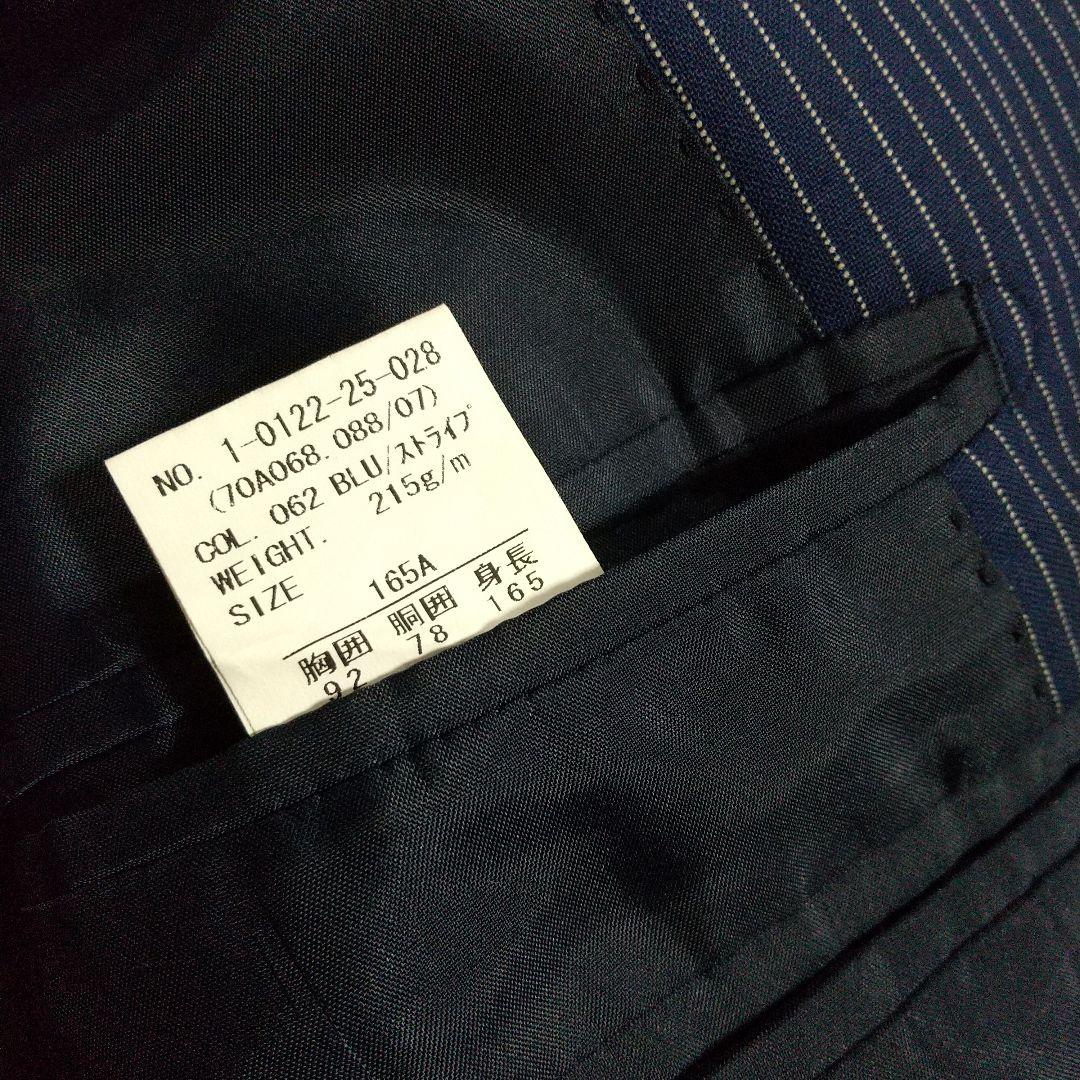 NO. 1-0122-25-028
(70A068.088/07)
COL. 062 BLU/ストライプ
WEIGHT. 215g/m
SIZE 165A
胸囲 胴囲 身長
92 78 165